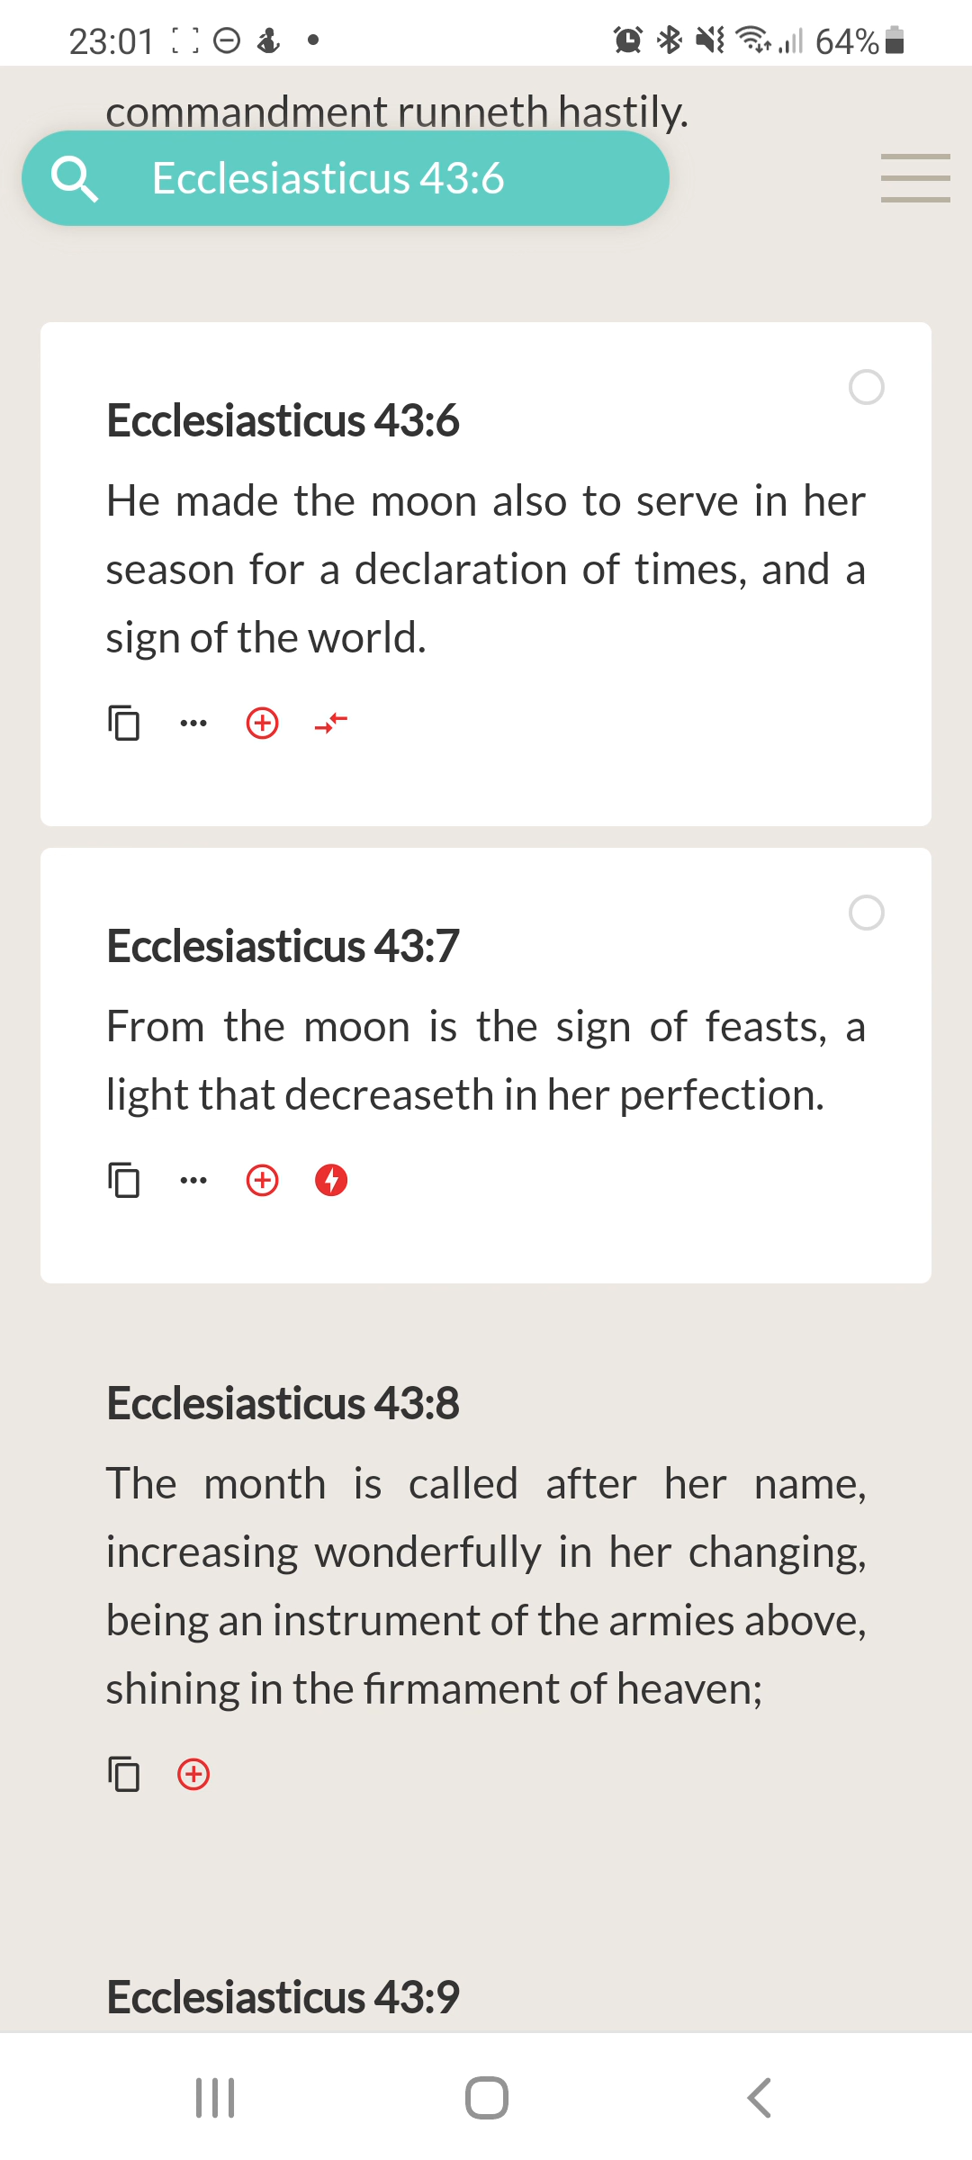 23:01
64%
commandment runneth hastily.
Ecclesiasticus 43:6
Ecclesiasticus 43:6
He made the moon also to serve in her
season for a declaration of times, and a
sign of the world.
Ecclesiasticus 43:7
From the moon is the sign of feasts, a
light that decreaseth in her perfection.
Ecclesiasticus 43:8
The month is called after her name,
increasing wonderfully in her changing,
being an instrument of the armies above,
shining in the firmament of heaven;
Ecclesiasticus 43:9